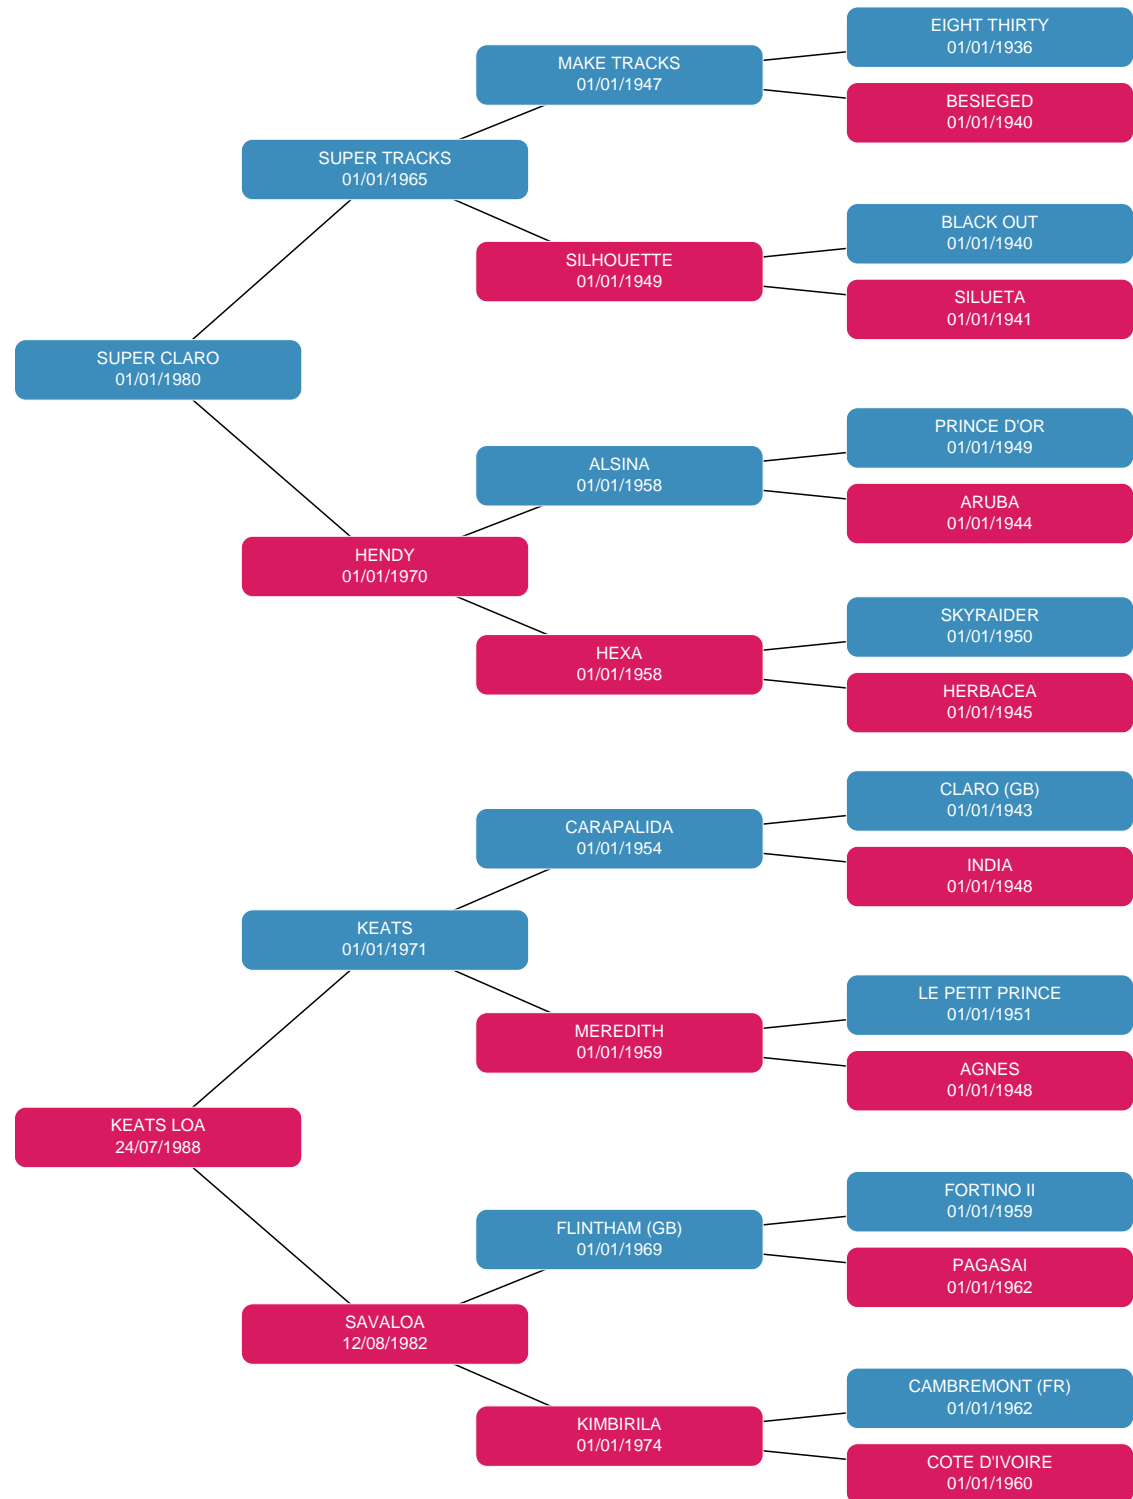 EIGHT THIRTY
01/01/1936
MAKE TRACKS
01/01/1947
BESIEGED
01/01/1940
SUPER TRACKS
01/01/1965
BLACK OUT
01/01/1940
SILHOUETTE
01/01/1949
SILUETA
01/01/1941
SUPER CLARO
01/01/1980
PRINCE D'OR
01/01/1949
ALSINA
01/01/1958
ARUBA
01/01/1944
HENDY
01/01/1970
SKYRAIDER
01/01/1950
HEXA
01/01/1958
HERBACEA
01/01/1945
CLARO (GB)
01/01/1943
CARAPALIDA
01/01/1954
INDIA
01/01/1948
KEATS
01/01/1971
LE PETIT PRINCE
01/01/1951
MEREDITH
01/01/1959
AGNES
01/01/1948
KEATS LOA
24/07/1988
FORTINO II
01/01/1959
FLINTHAM (GB)
01/01/1969
PAGASAI
01/01/1962
SAVALOA
12/08/1982
CAMBREMONT (FR)
01/01/1962
KIMBIRILA
01/01/1974
COTE D'IVOIRE
01/01/1960